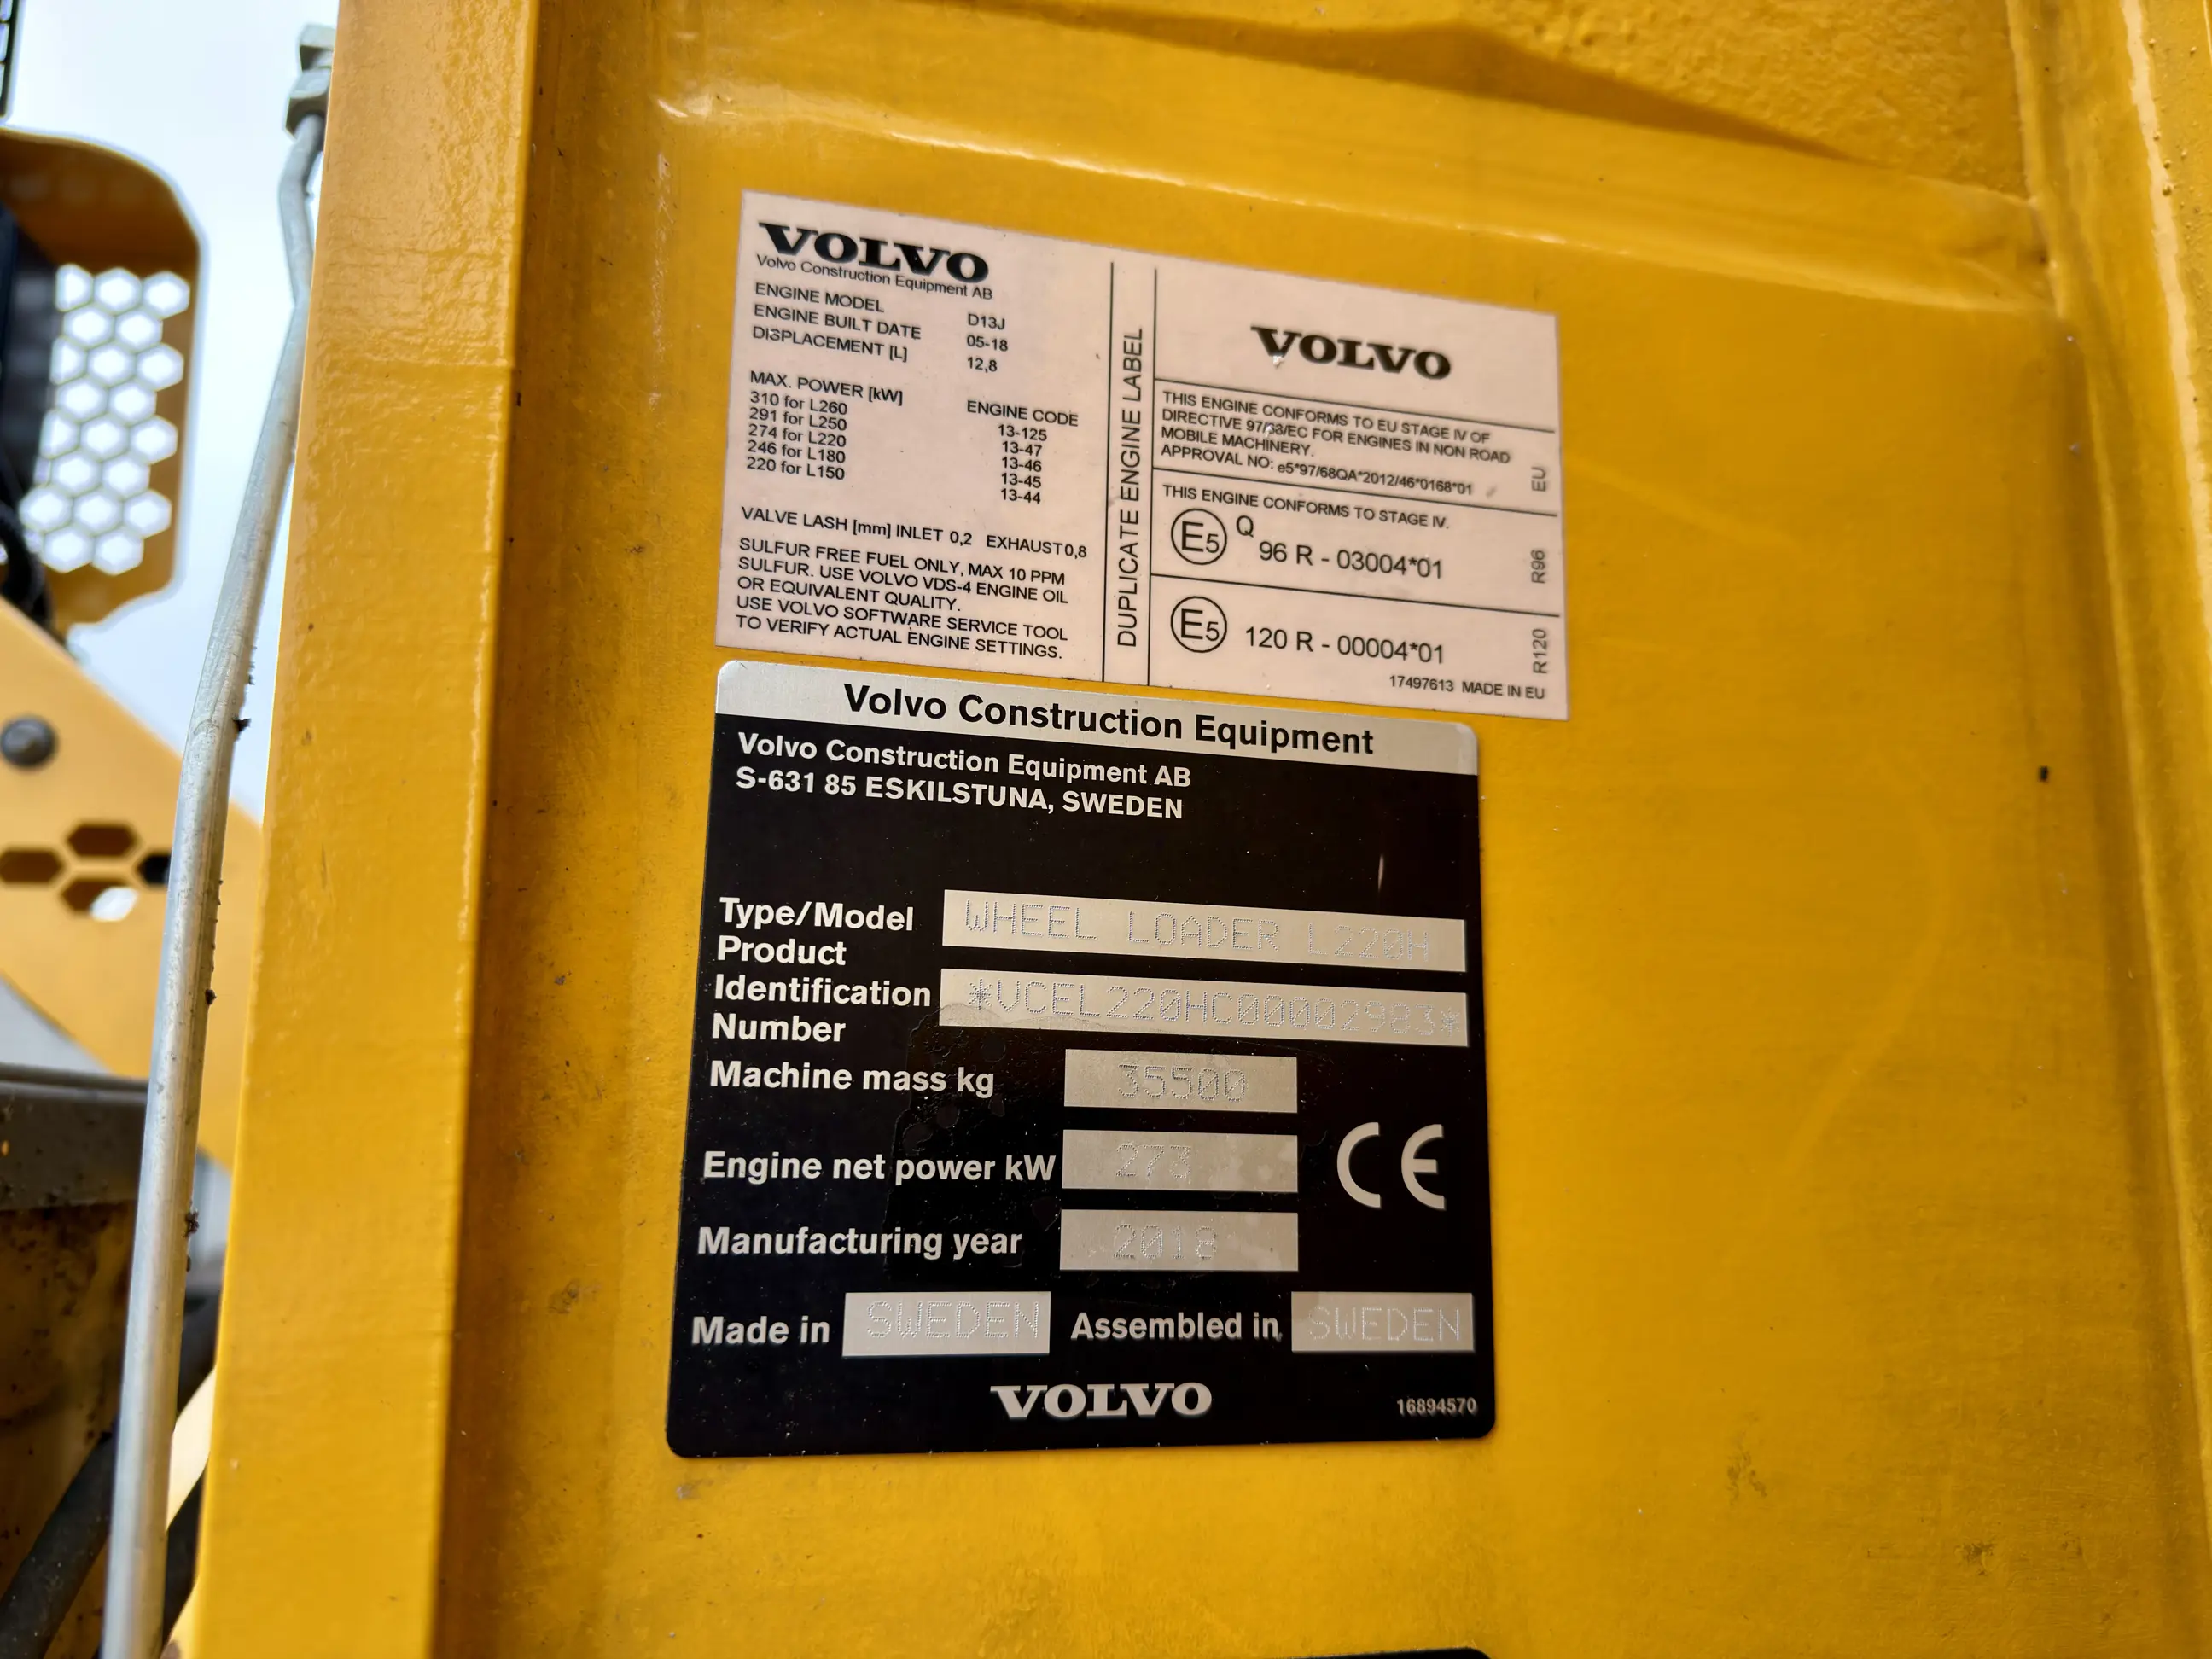 VOLVO
Volvo Construction Equipment AB
ENGINE MODEL D13J
ENGINE BUILT DATE 05-18
DISPLACEMENT [L] 12,8
MAX. POWER [kW] ENGINE CODE
310 for L260 13-125
291 for L250 13-47
274 for L220 13-46
246 for L180 13-45
220 for L150 13-44
VALVE LASH [mm] INLET 0,2 EXHAUST 0,8
SULFUR FREE FUEL ONLY, MAX 10 PPM
SULFUR. USE VOLVO VDS-4 ENGINE OIL
OR EQUIVALENT QUALITY.
USE VOLVO SOFTWARE SERVICE TOOL
TO VERIFY ACTUAL ENGINE SETTINGS.
DUPLICATE ENGINE LABEL
VOLVO
THIS ENGINE CONFORMS TO EU STAGE IV OF
DIRECTIVE 97/68/EC FOR ENGINES IN NON ROAD
MOBILE MACHINERY.
APPROVAL NO: e5*97/68QA*2012/46*0168*01
EU
THIS ENGINE CONFORMS TO STAGE IV.
E5 Q 96 R - 03004*01
R96
E5 120 R - 00004*01
R120
17497613 MADE IN EU
Volvo Construction Equipment
Volvo Construction Equipment AB
S-631 85 ESKILSTUNA, SWEDEN
Type/Model WHEEL LOADER L220H
Product
Identification *VCEL220HC00002983*
Number
Machine mass kg 35500
Engine net power kW 273
CE
Manufacturing year 2018
Made in SWEDEN Assembled in SWEDEN
VOLVO
16894570